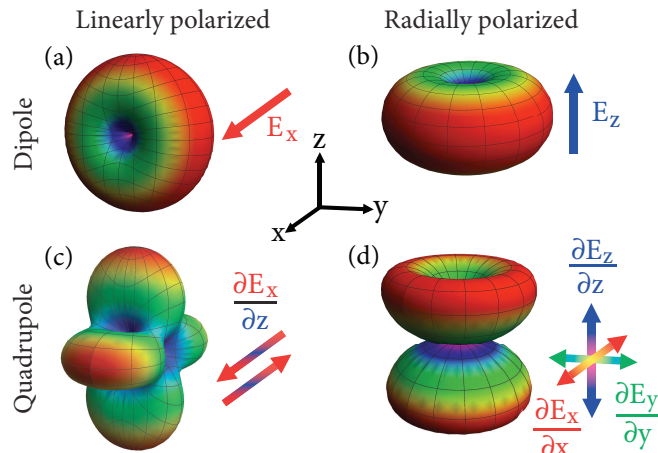 Linearly polarized
Radially polarized
(a)
(b)
Dipole
E_x
E_z
z
y
x
(c)
(d)
Quadrupole
∂E_x
∂z
∂E_z
∂z
∂E_x
∂x
∂E_y
∂y